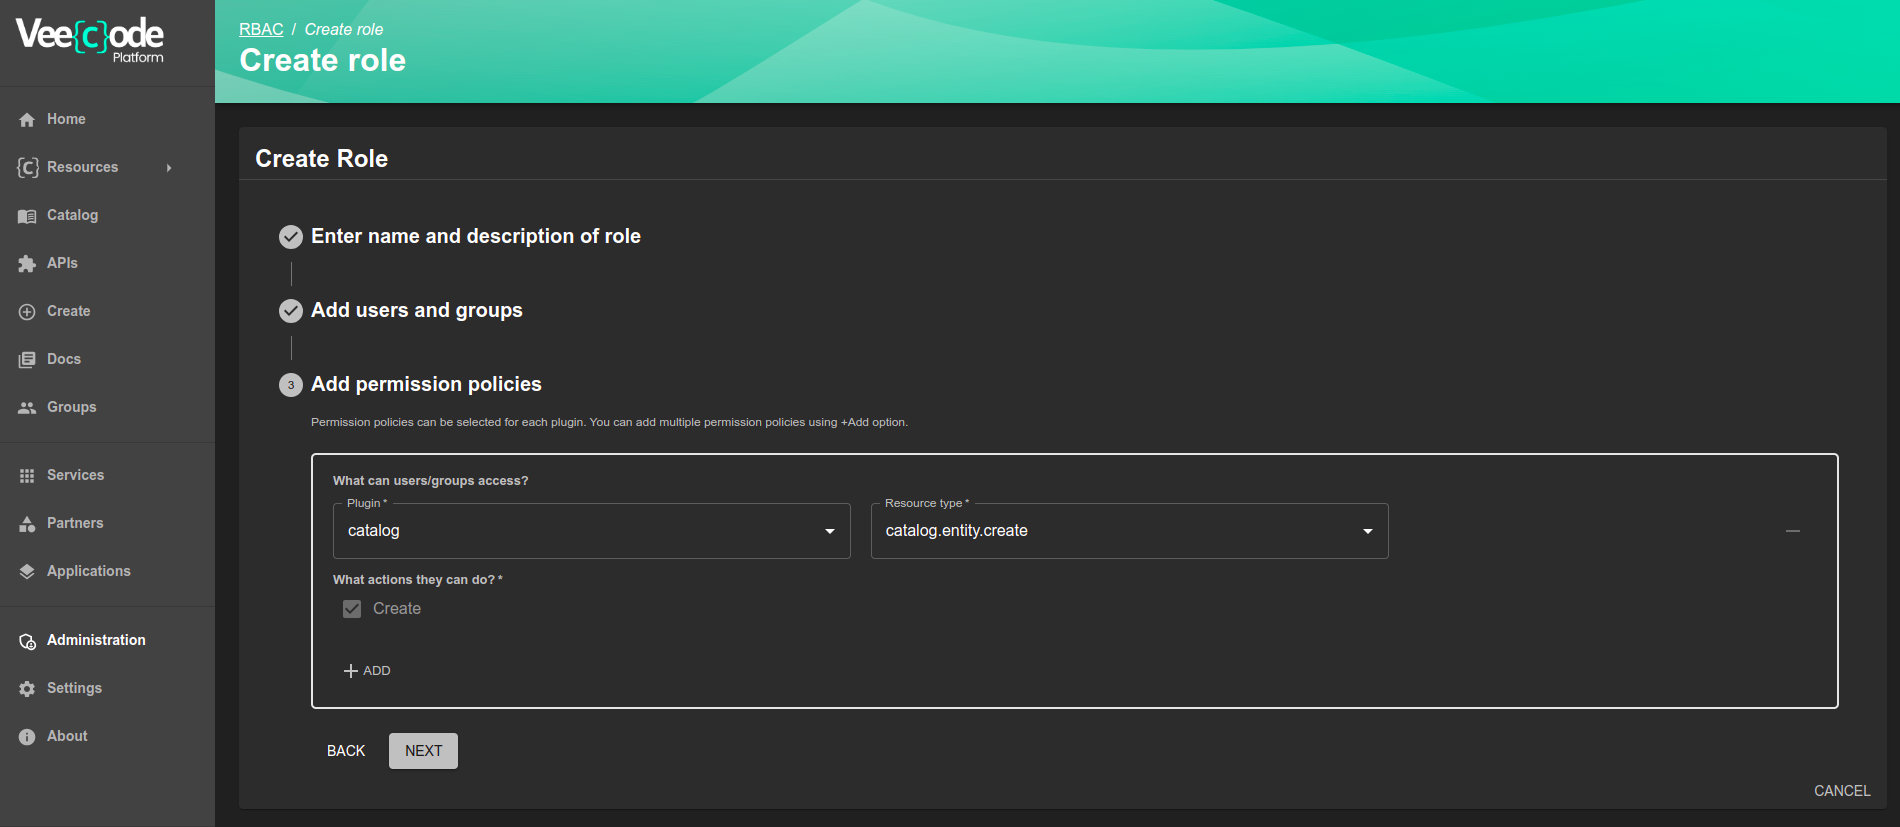 Vee{c}ode
Platform
Home
{C} Resources
Catalog
APIs
Create
Docs
Groups
Services
Partners
Applications
Administration
Settings
About
RBAC / Create role
Create role
Create Role
Enter name and description of role
Add users and groups
3 Add permission policies
Permission policies can be selected for each plugin. You can add multiple permission policies using +Add option.
What can users/groups access?
Plugin *
catalog
Resource type *
catalog.entity.create
What actions they can do? *
Create
ADD
BACK
NEXT
CANCEL